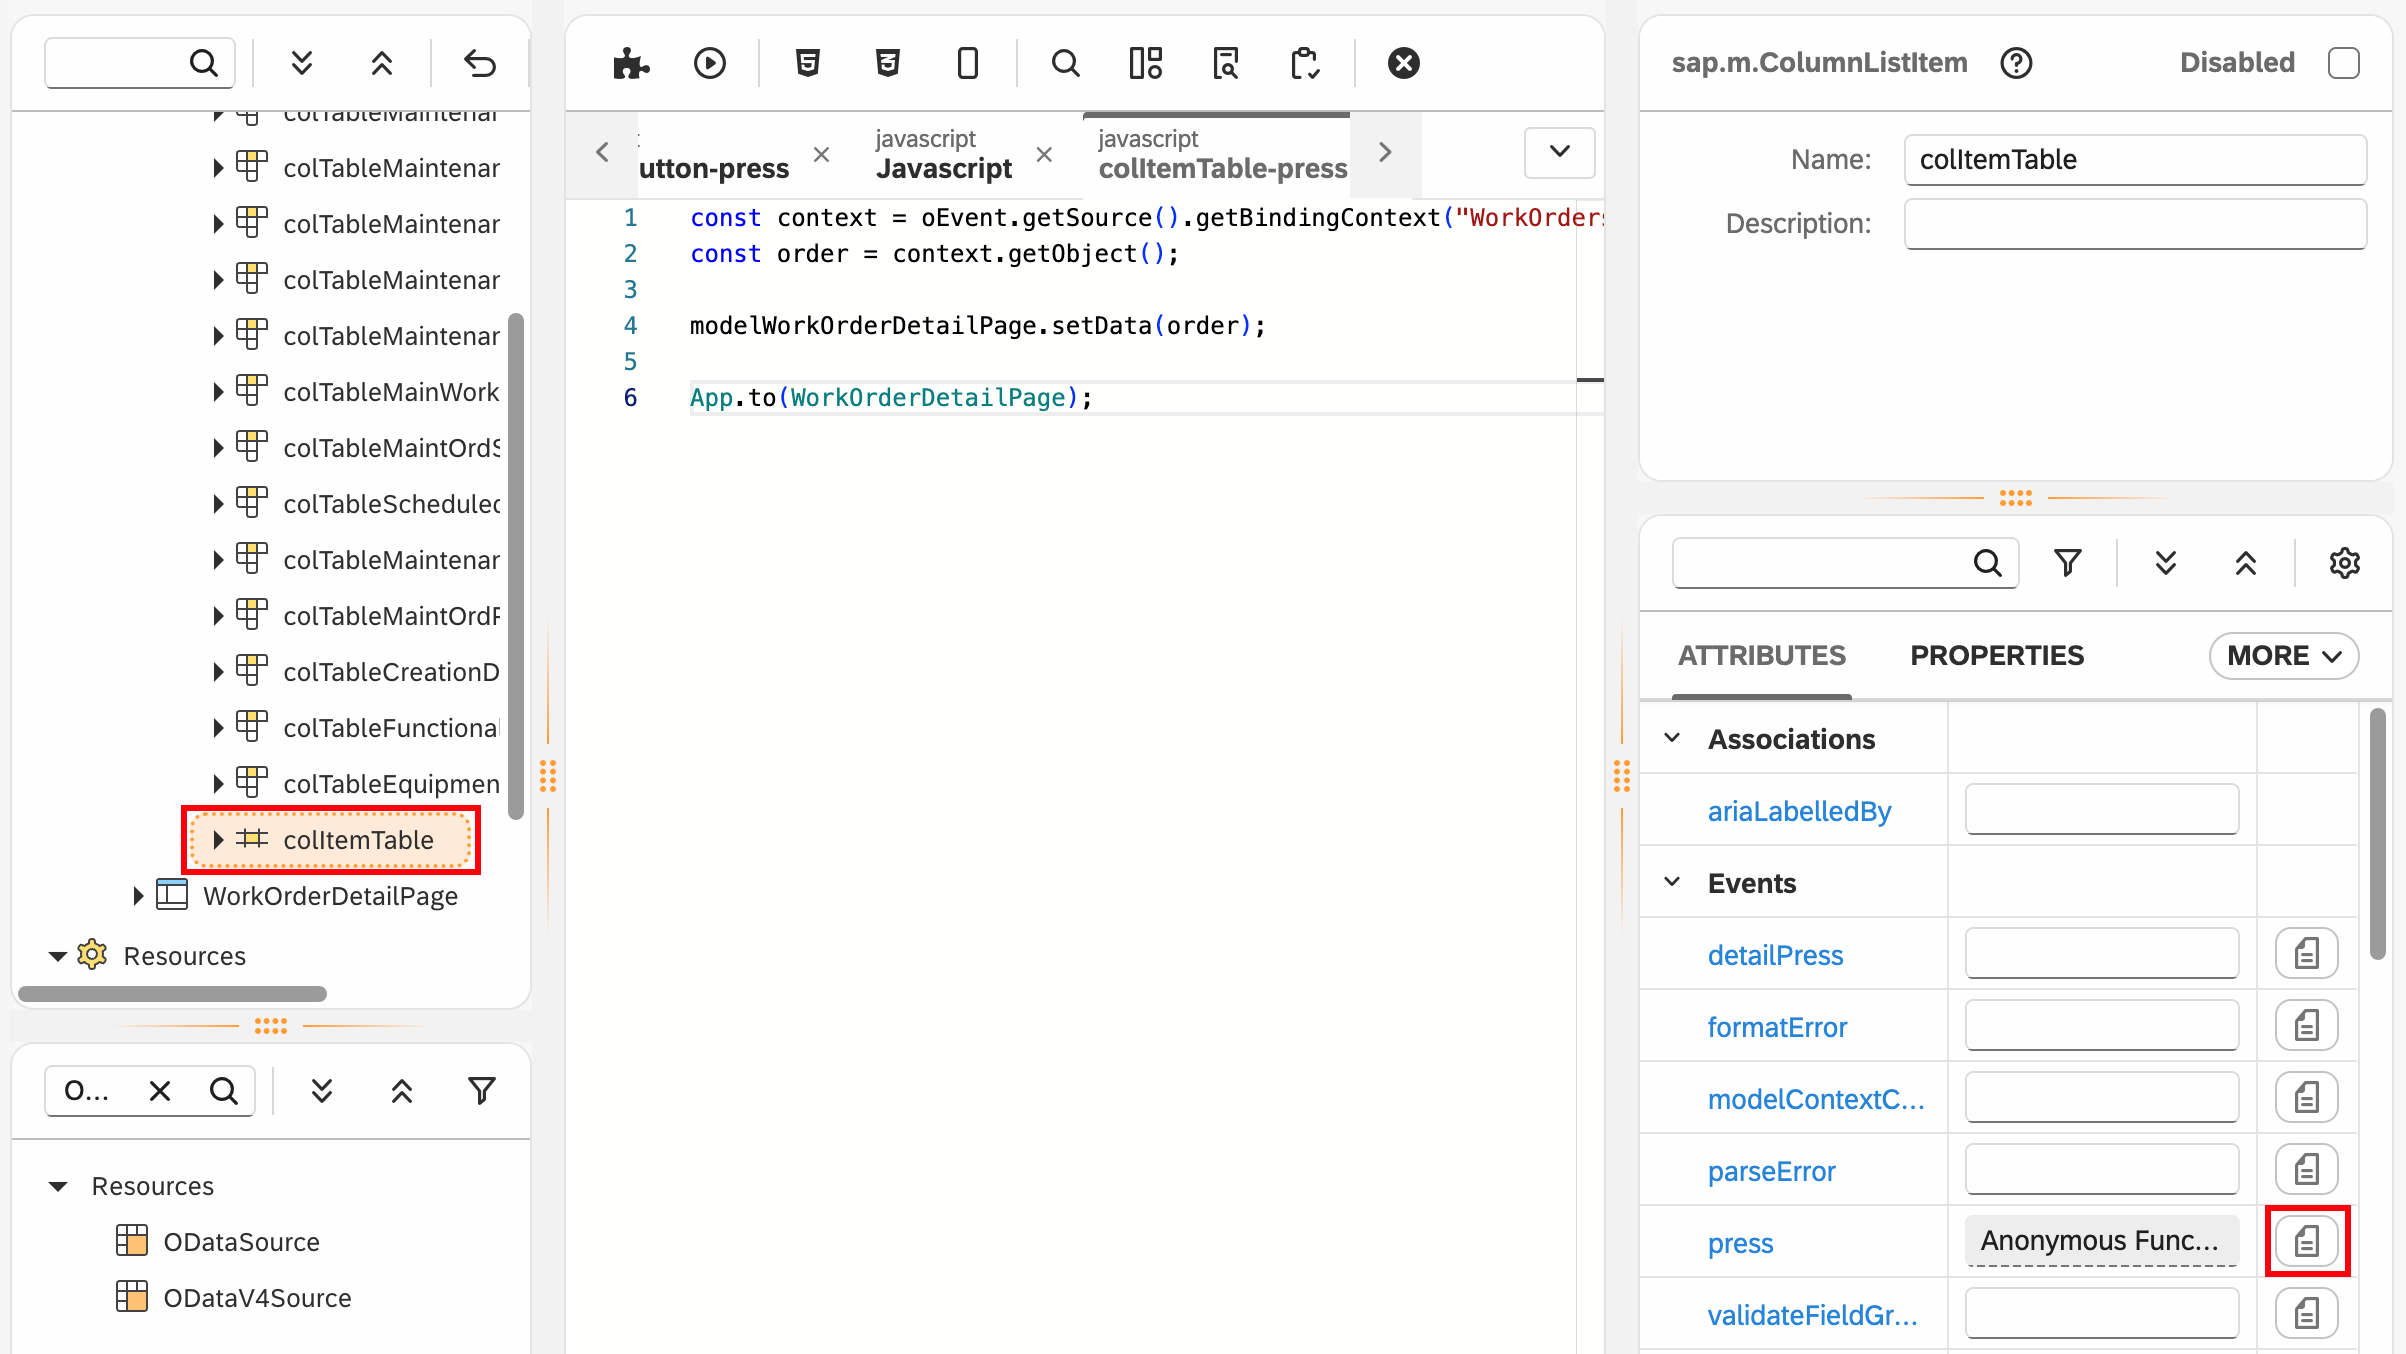 colTableMaintenar
colTableMaintenar
colTableMaintenar
colTableMaintenar
colTableMaintenar
colTableMainWork
colTableMaintOrdS
colTableScheduled
colTableMaintenar
colTableMaintOrdF
colTableCreationD
colTableFunctional
colTableEquipmen
colItemTable
WorkOrderDetailPage
Resources
O...
Resources
ODataSource
ODataV4Source
utton-press
javascript
Javascript
javascript
colItemTable-press
1 const context = oEvent.getSource().getBindingContext("WorkOrders
2 const order = context.getObject();
3
4 modelWorkOrderDetailPage.setData(order);
5
6 App.to(WorkOrderDetailPage);
sap.m.ColumnListItem
Disabled
Name: colItemTable
Description:
ATTRIBUTES PROPERTIES MORE
Associations
ariaLabelledBy
Events
detailPress
formatError
modelContextC...
parseError
press Anonymous Func...
validateFieldGr...